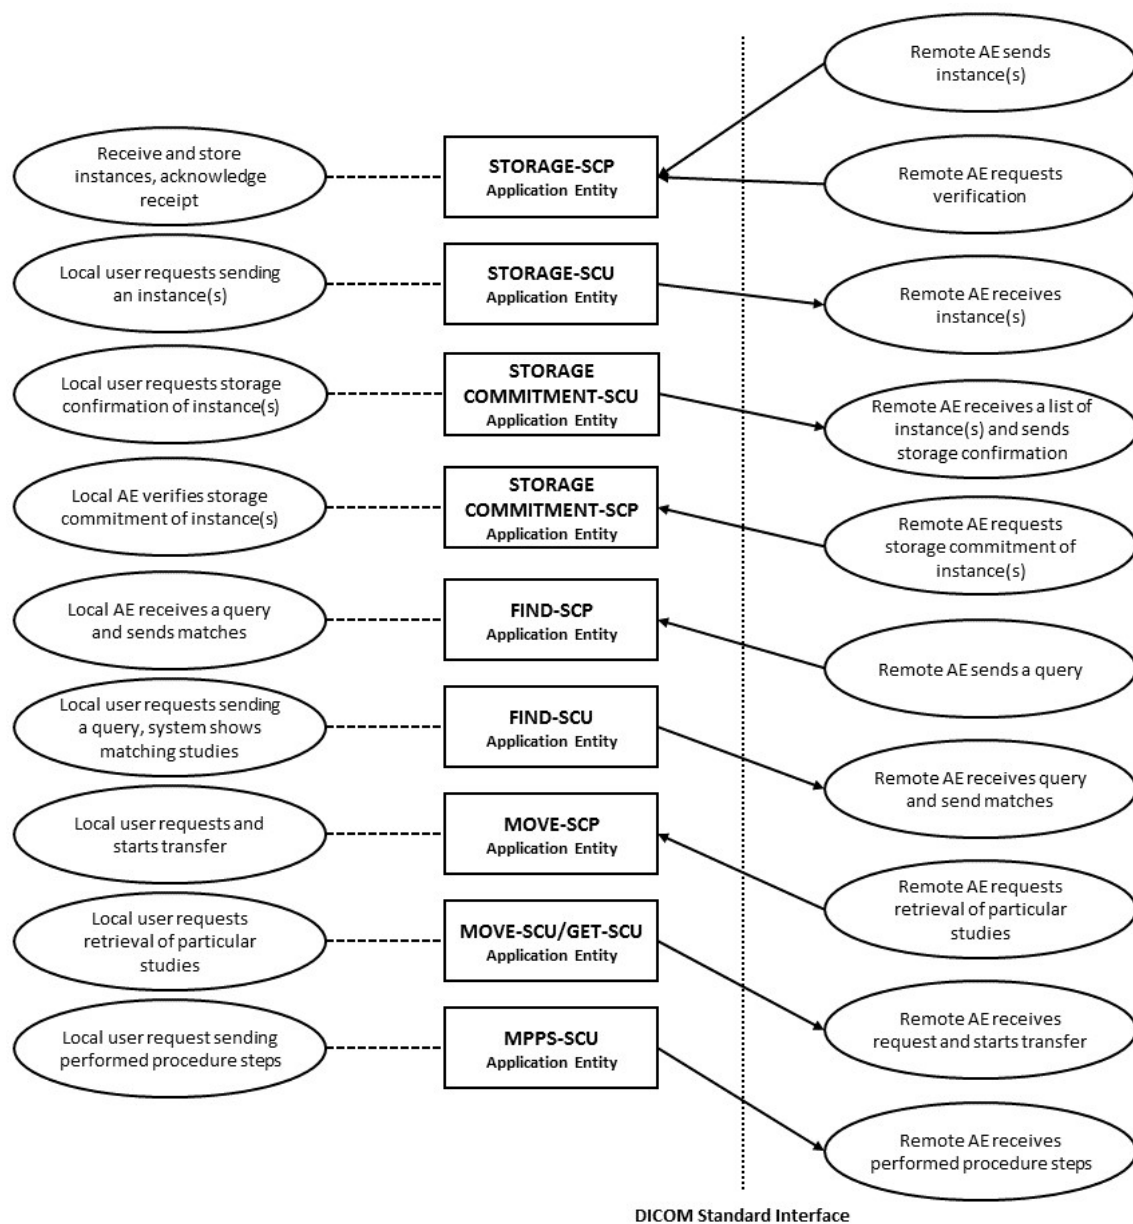 Remote AE sends
instance(s)
Receive and store
instances, acknowledge
receipt
STORAGE-SCP
Application Entity
Remote AE requests
verification
Local user requests sending
an instance(s)
STORAGE-SCU
Application Entity
Remote AE receives
instance(s)
Local user requests storage
confirmation of instance(s)
STORAGE
COMMITMENT-SCU
Application Entity
Remote AE receives a list of
instance(s) and sends
storage confirmation
Local AE verifies storage
commitment of instance(s)
STORAGE
COMMITMENT-SCP
Application Entity
Remote AE requests
storage commitment of
instance(s)
Local AE receives a query
and sends matches
FIND-SCP
Application Entity
Remote AE sends a query
Local user requests sending
a query, system shows
matching studies
FIND-SCU
Application Entity
Remote AE receives query
and send matches
Local user requests and
starts transfer
MOVE-SCP
Application Entity
Remote AE requests
retrieval of particular
studies
Local user requests
retrieval of particular
studies
MOVE-SCU/GET-SCU
Application Entity
Remote AE receives
request and starts transfer
Local user request sending
performed procedure steps
MPPS-SCU
Application Entity
Remote AE receives
performed procedure steps
DICOM Standard Interface